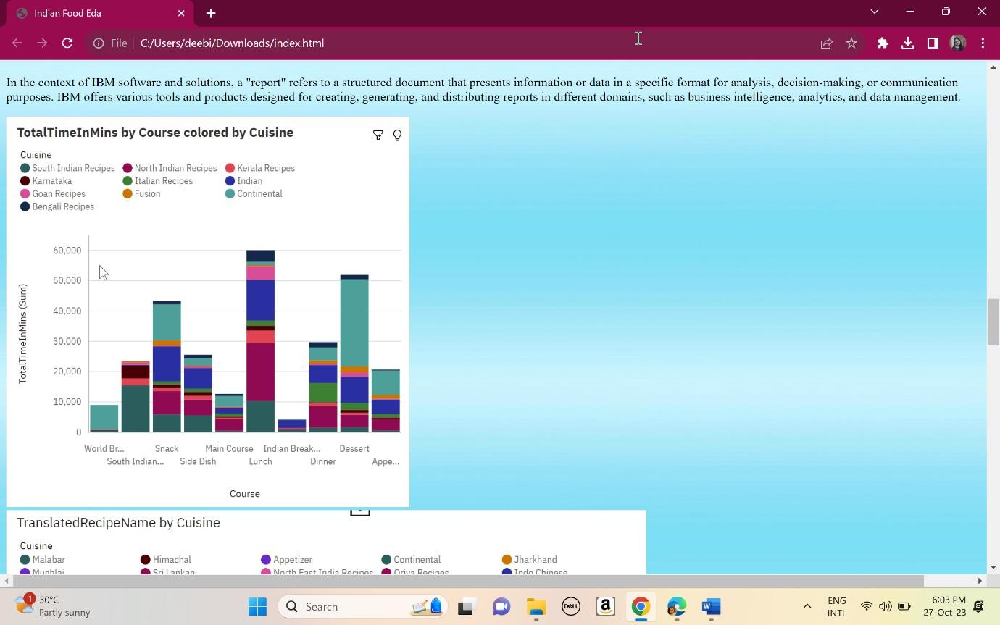 Indian Food Eda
File
C:/Users/deebi/Downloads/index.html
In the context of IBM software and solutions, a "report" refers to a structured document that presents information or data in a specific format for analysis, decision-making, or communication
purposes. IBM offers various tools and products designed for creating, generating, and distributing reports in different domains, such as business intelligence, analytics, and data management.
TotalTimeInMins by Course colored by Cuisine
Cuisine
South Indian Recipes North Indian Recipes Kerala Recipes
Karnataka Italian Recipes Indian
Goan Recipes Fusion Continental
Bengali Recipes
TotalTimeInMins (Sum)
60,000
50,000
40,000
30,000
20,000
10,000
0
World Br... Snack Main Course Indian Break... Dessert
South Indian... Side Dish Lunch Dinner Appe...
Course
TranslatedRecipeName by Cuisine
Cuisine
Malabar Himachal Appetizer Continental Jharkhand
Mughlai Sri Lankan North East India Recipes Oriya Recipes Indo Chinese
1
30°C
Partly sunny
Search
DELL
a
W
ENG
INTL
6:03 PM
27-Oct-23